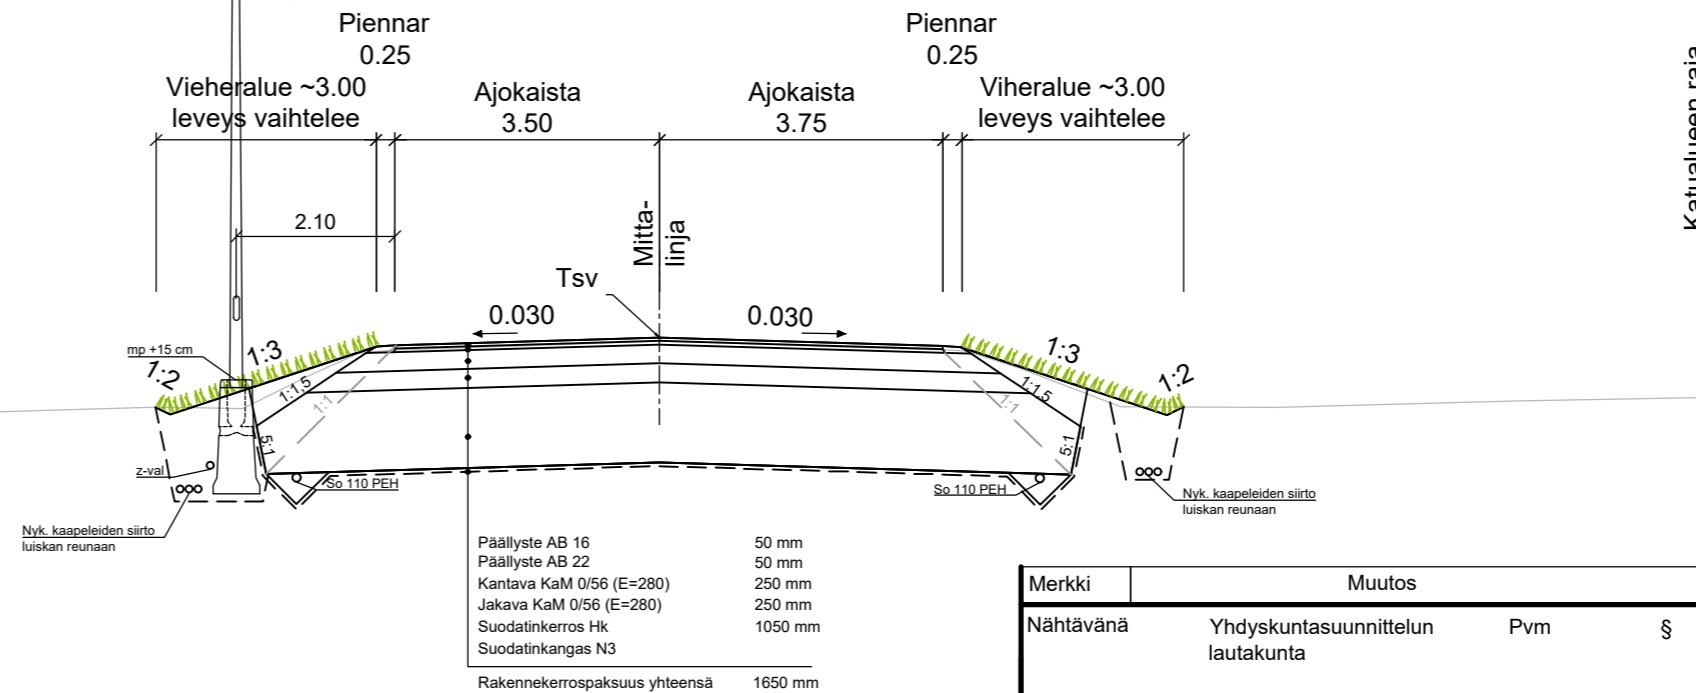 Piennar
0.25
Piennar
0.25
Vieheralue ~3.00
leveys vaihtelee
Ajokaista
3.50
Ajokaista
3.75
Viheralue ~3.00
leveys vaihtelee
Katualueen raja
2.10
Mitta-
linja
Tsv
0.030
0.030
mp +15 cm
1:2
1:3
1:1.5
1:1
5:1
1:3
1:2
1:1.5
1:1
5:1
z-val
So 110 PEH
So 110 PEH
Nyk. kaapeleiden siirto
luiskan reunaan
Nyk. kaapeleiden siirto
luiskan reunaan
Päällyste AB 16 50 mm
Päällyste AB 22 50 mm
Kantava KaM 0/56 (E=280) 250 mm
Jakava KaM 0/56 (E=280) 250 mm
Suodatinkerros Hk 1050 mm
Suodatinkangas N3
Rakennekerrospaksuus yhteensä 1650 mm
Merkki Muutos
Nähtävänä Yhdyskuntasuunnittelun Pvm §
lautakunta